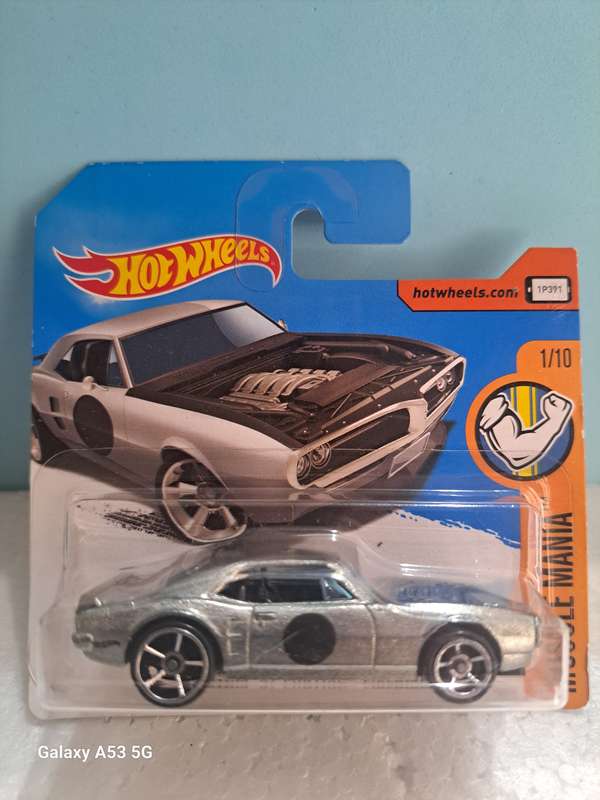 HOT WHEELS
hotwheels.com
1P391
1/10
MUSCLE MANIA
Galaxy A53 5G